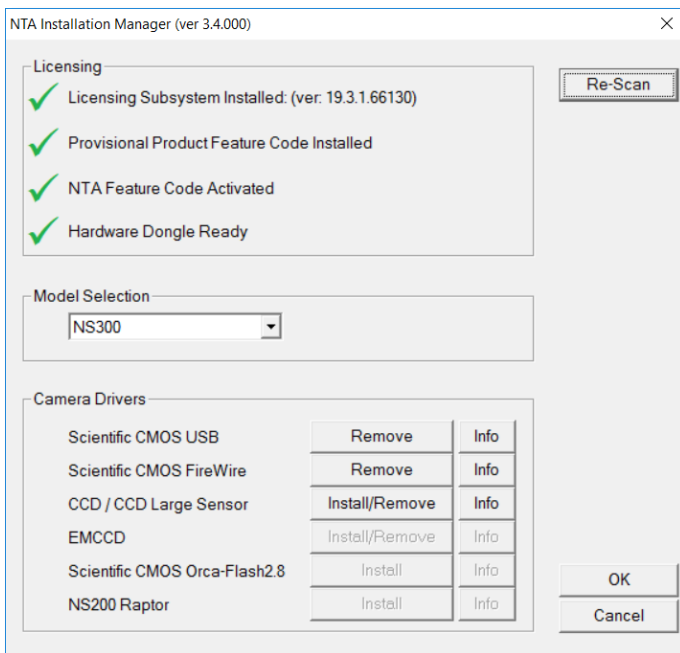 NTA Installation Manager (ver 3.4.000)
Licensing
Licensing Subsystem Installed: (ver: 19.3.1.66130)
Provisional Product Feature Code Installed
NTA Feature Code Activated
Hardware Dongle Ready
Re-Scan
Model Selection
NS300
Camera Drivers
Scientific CMOS USB Remove Info
Scientific CMOS FireWire Remove Info
CCD / CCD Large Sensor Install/Remove Info
EMCCD Install/Remove Info
Scientific CMOS Orca-Flash2.8 Install Info
NS200 Raptor Install Info
OK
Cancel